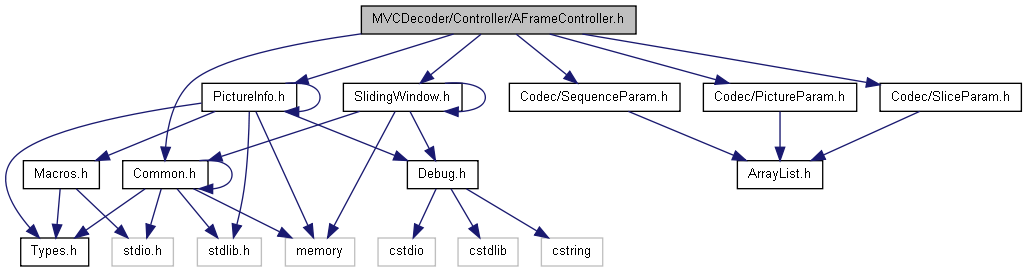 MVCDecoder/Controller/AFrameController.h
PictureInfo.h
SlidingWindow.h
Codec/SequenceParam.h
Codec/PictureParam.h
Codec/SliceParam.h
Macros.h
Common.h
Debug.h
ArrayList.h
Types.h
stdio.h
stdlib.h
memory
cstdio
cstdlib
cstring